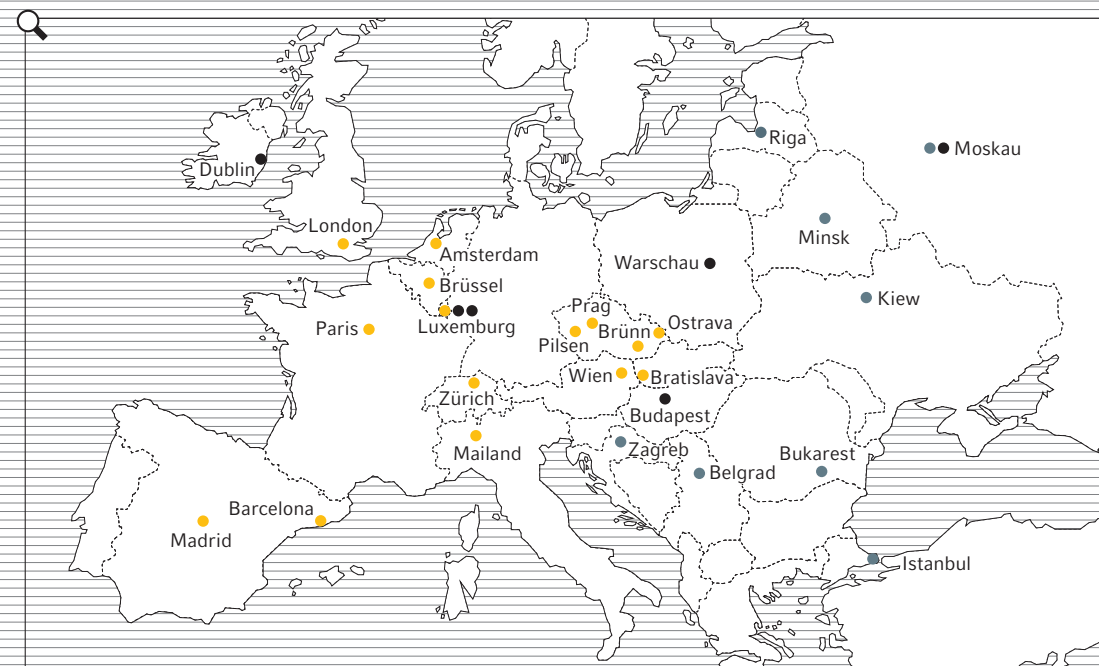 Riga
Moskau
Dublin
London
Minsk
Amsterdam
Warschau
Brüssel
Kiew
Prag
Paris
Luxemburg
Brünn
Ostrava
Pilsen
Wien
Bratislava
Zürich
Budapest
Mailand
Zagreb
Bukarest
Belgrad
Barcelona
Madrid
Istanbul